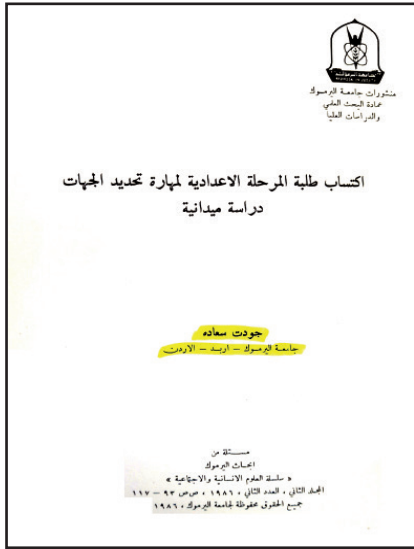 منشورات جامعة اليرموك
عمادة البحث العلمي
والدراسات العليا
اكتساب طلبة المرحلة الاعدادية لمهارة تحديد الجهات
دراسة ميدانية
جودت سعاده
جامعة اليرموك – اربد – الاردن
مستلة من
ابحاث اليرموك
« سلسلة العلوم الانسانية والاجتماعية »
المجلد الثاني ، العدد الثاني ، ١٩٨٦ ، ص ص ٩٣ – ١١٧
جميع الحقوق محفوظة لجامعة اليرموك ، ١٩٨٦